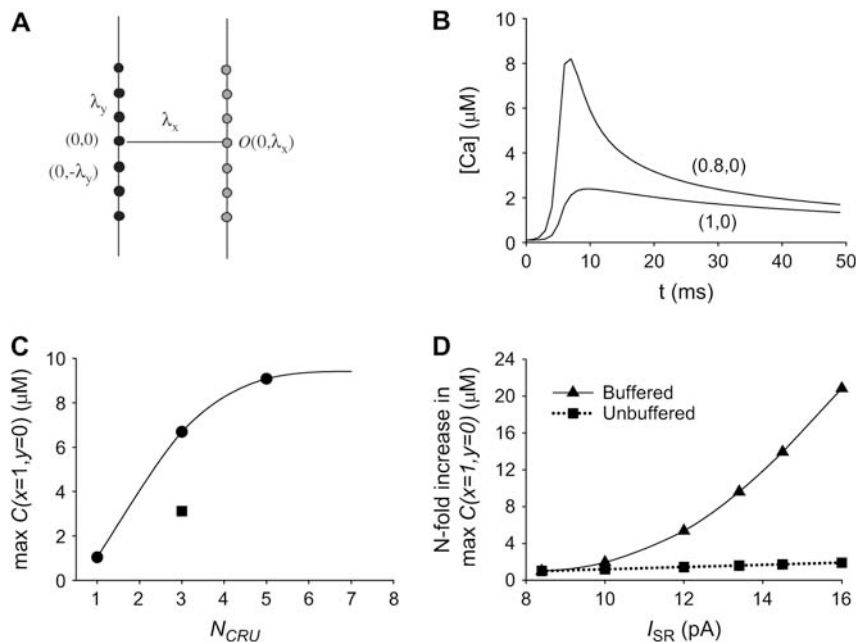 A
λy
λx
(0,0)
O(0,λx)
(0,-λy)
B
[Ca] (μM)
10
8
6
4
2
0
(0.8,0)
(1,0)
0 10 20 30 40 50
t (ms)
C
max C(x=1,y=0) (μM)
10
8
6
4
2
0
1 2 3 4 5 6 7 8
NCRU
D
N-fold increase in
max C(x=1,y=0) (μM)
24
20
16
12
8
4
0
Buffered
Unbuffered
8 10 12 14 16
ISR (pA)